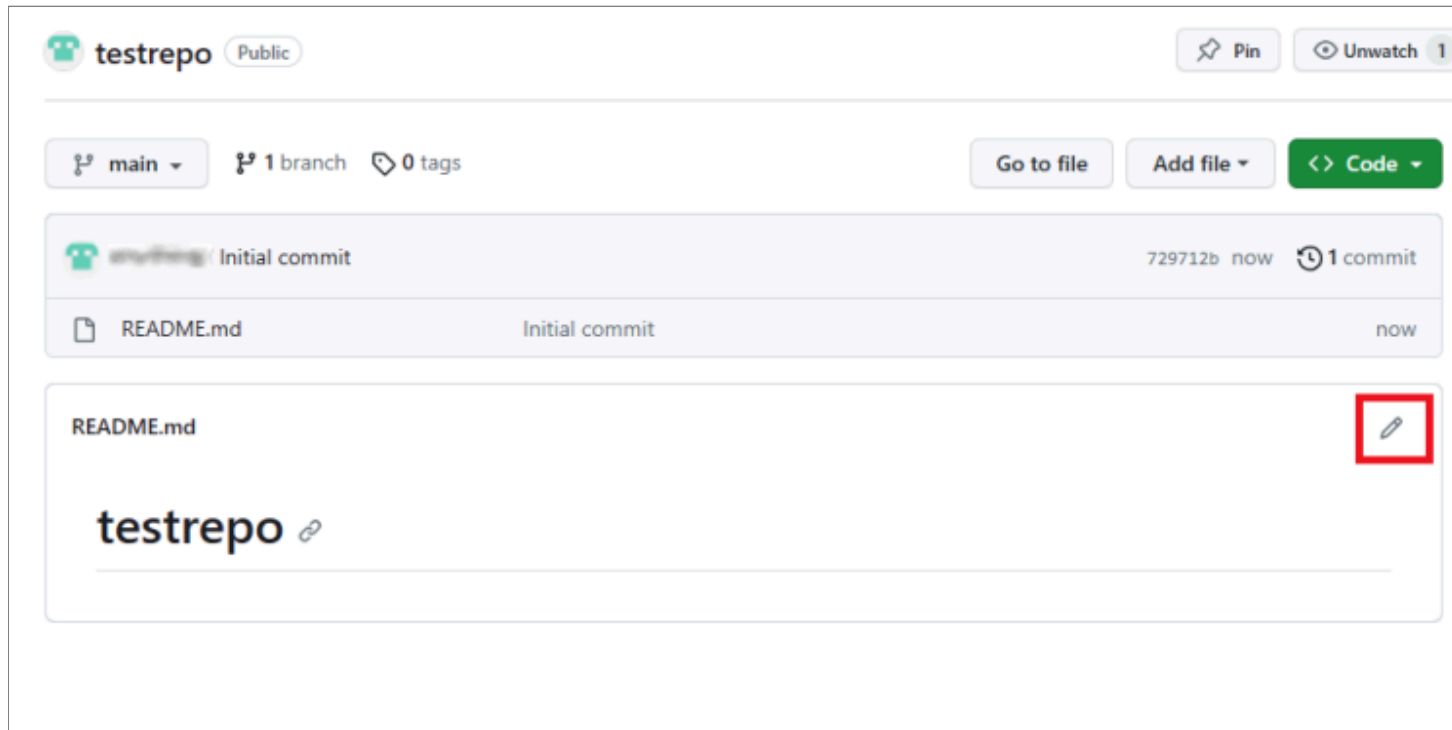 testrepo Public Pin Unwatch 1
main 1 branch 0 tags Go to file Add file <> Code
Initial commit 729712b now 1 commit
README.md Initial commit now
README.md
testrepo